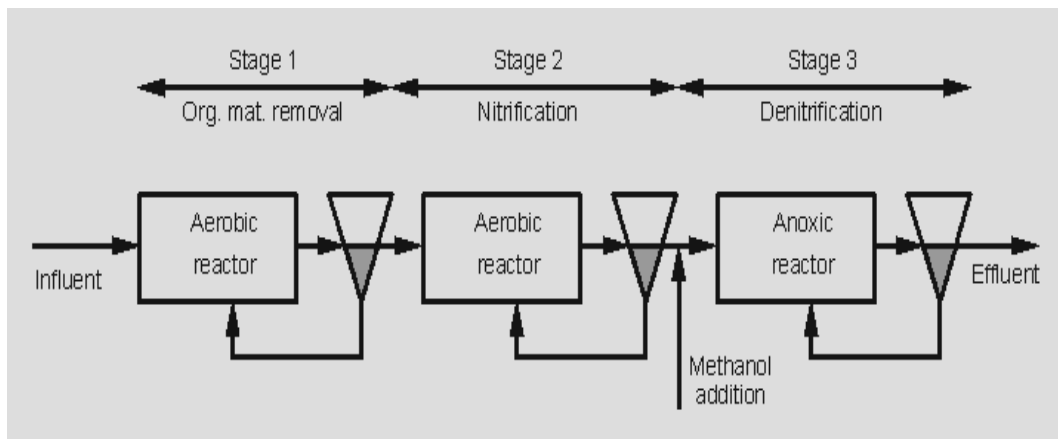 Stage 1
Stage 2
Stage 3
Org. mat. removal
Nitrification
Denitrification
Aerobic
reactor
Aerobic
reactor
Anoxic
reactor
Influent
Effluent
Methanol
addition